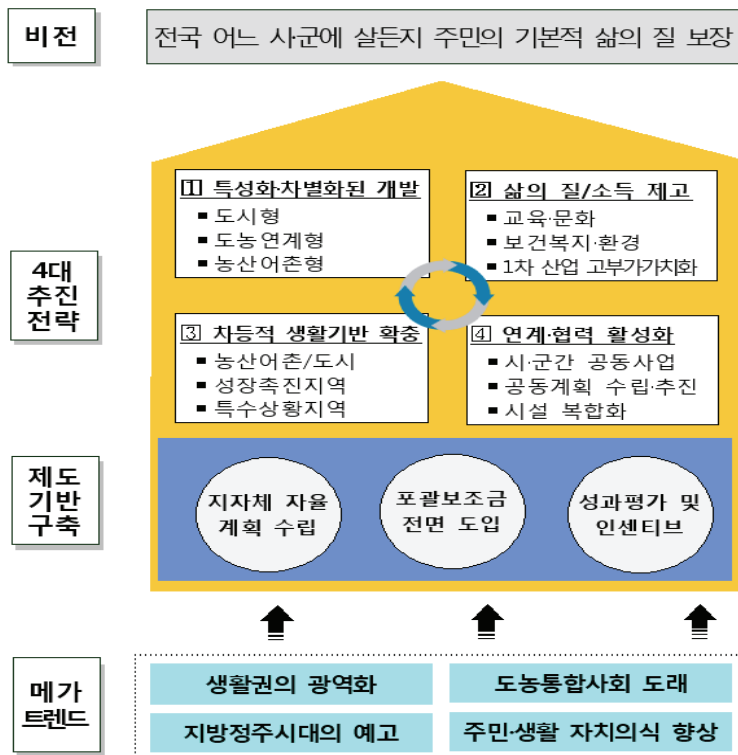 비전
전국 어느 시·군에 살든지 주민의 기본적 삶의 질 보장
4대
추진
전략
1 특성화·차별화된 개발
▪ 도시형
▪ 도농연계형
▪ 농산어촌형
2 삶의 질/소득 제고
▪ 교육·문화
▪ 보건복지·환경
▪ 1차 산업 고부가가치화
3 차등적 생활기반 확충
▪ 농산어촌/도시
▪ 성장촉진지역
▪ 특수상황지역
4 연계·협력 활성화
▪ 시·군간 공동사업
▪ 공동계획 수립·추진
▪ 시설 복합화
제도
기반
구축
지자체 자율
계획 수립
포괄보조금
전면 도입
성과평가 및
인센티브
메가
트렌드
생활권의 광역화
도농통합사회 도래
지방정주시대의 예고
주민·생활 자치의식 향상